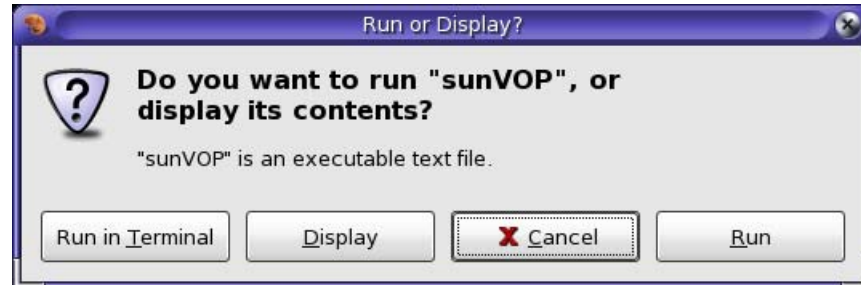 Run or Display?
Do you want to run "sunVOP", or
display its contents?
"sunVOP" is an executable text file.
Run in Terminal
Display
Cancel
Run